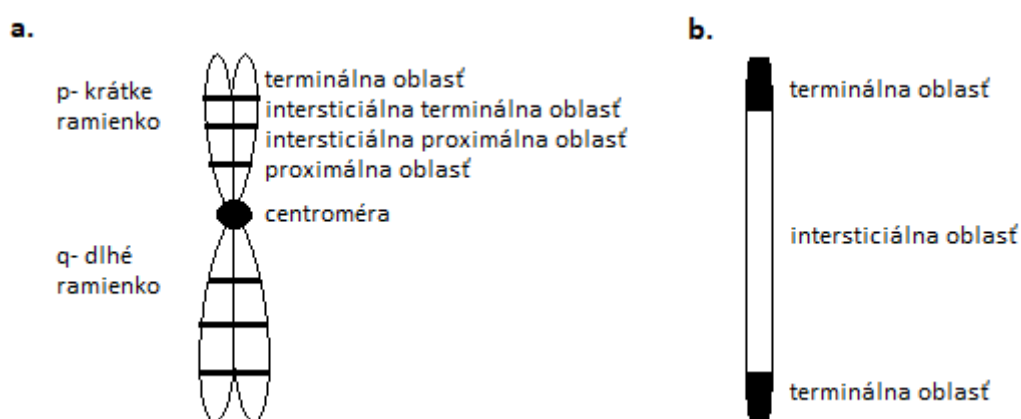 a.
p- krátke
ramienko
terminálna oblasť
intersticiálna terminálna oblasť
intersticiálna proximálna oblasť
proximálna oblasť
centroméra
q- dlhé
ramienko
b.
terminálna oblasť
intersticiálna oblasť
terminálna oblasť